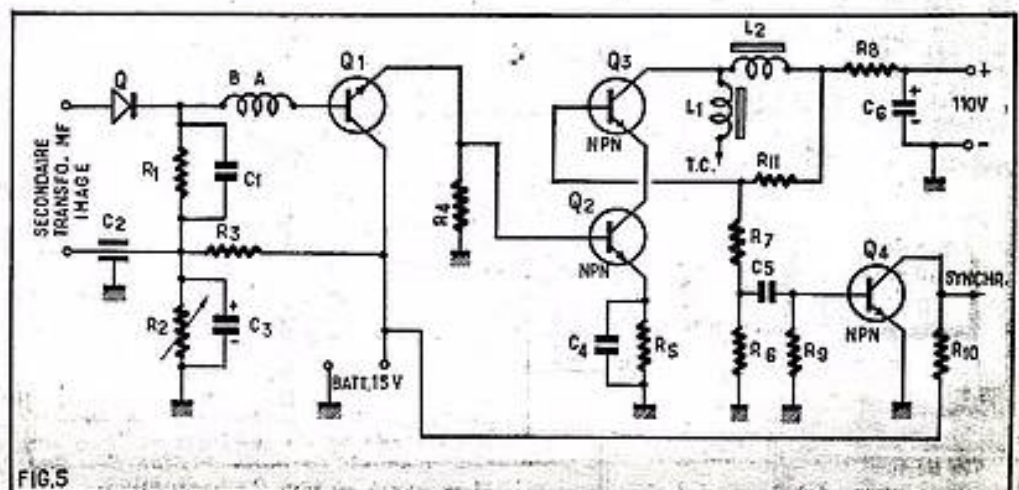 L2
Q1
Q3
R8
Q
B A
+
L1
C6
110V
NPN
T.C.
R11
SECONDAIRE
TRANSFO. MF
IMAGE
R1
C1
R4
Q2
C2
R3
R7
NPN
C5
Q4
SYNCHR.
R2
C3
C4
R5
R6
R9
NPN
R10
BATT, 15V
FIG.5